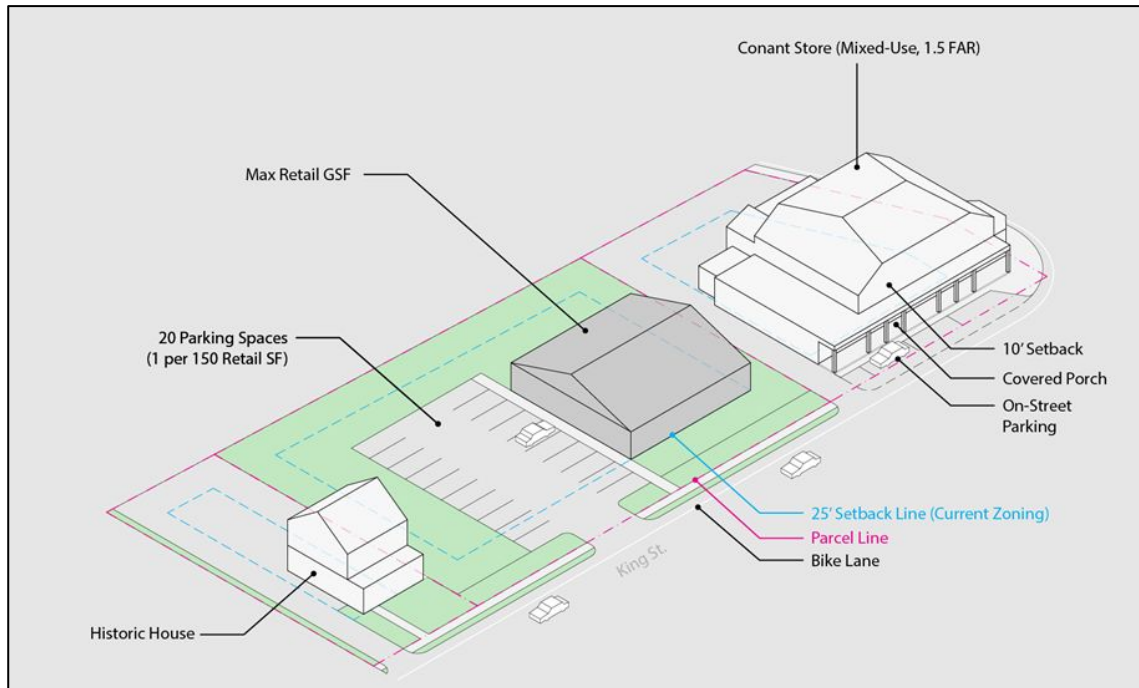 Conant Store (Mixed-Use, 1.5 FAR)
Max Retail GSF
20 Parking Spaces
(1 per 150 Retail SF)
10’ Setback
Covered Porch
On-Street
Parking
25’ Setback Line (Current Zoning)
Parcel Line
Bike Lane
King St.
Historic House